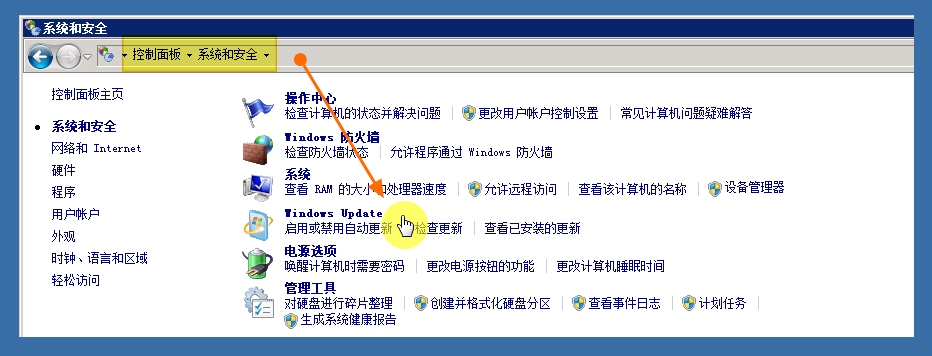 系统和安全
控制面板 系统和安全
控制面板主页
系统和安全
网络和 Internet
硬件
程序
用户帐户
外观
时钟、语言和区域
轻松访问
操作中心
检查计算机的状态并解决问题 更改用户帐户控制设置 常见计算机问题疑难解答
Windows 防火墙
检查防火墙状态 允许程序通过 Windows 防火墙
系统
查看 RAM 的大小和处理器速度 允许远程访问 查看该计算机的名称 设备管理器
Windows Update
启用或禁用自动更新 检查更新 查看已安装的更新
电源选项
唤醒计算机时需要密码 更改电源按钮的功能 更改计算机睡眠时间
管理工具
对硬盘进行碎片整理 创建并格式化硬盘分区 查看事件日志 计划任务
生成系统健康报告